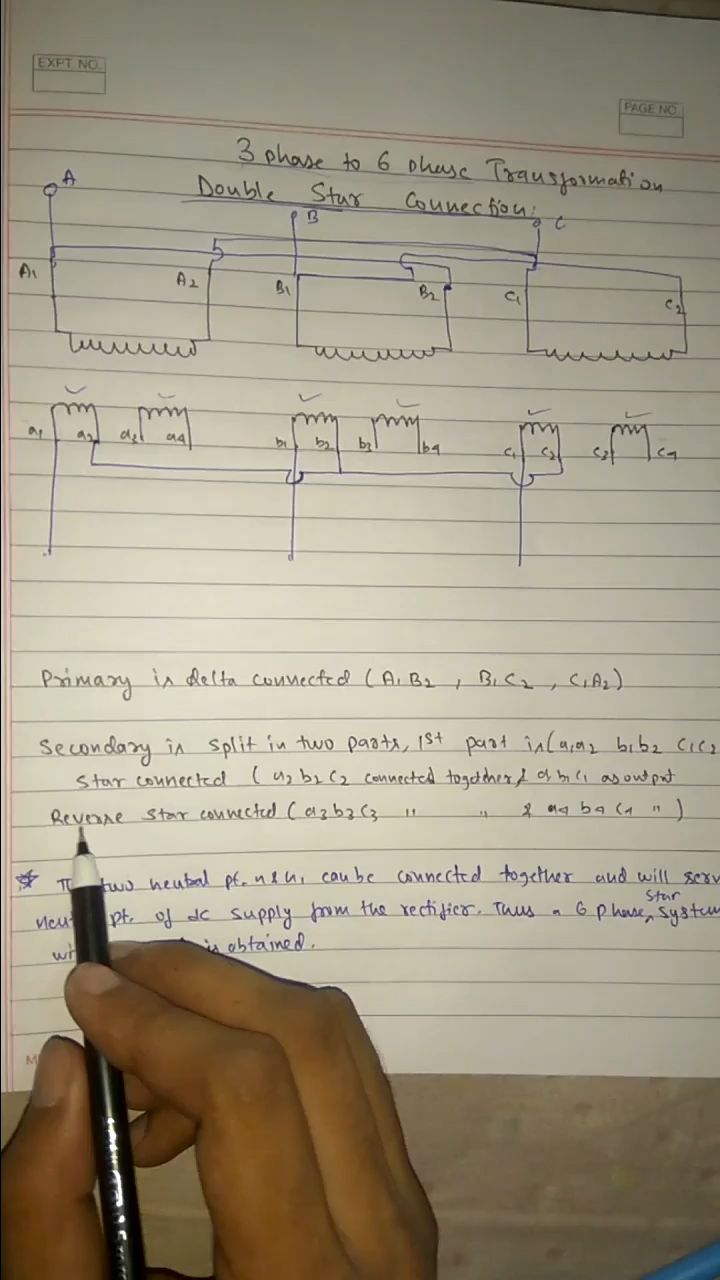 EXPT. NO.
PAGE NO.
3 phase to 6 phase Transformation
Double Star Connection:
A
B
C
A1
A2
B1
B2
C1
C2
a1 a2 a3 a4 b1 b2 b3 b4 c1 c2 c3 c4
Primary is delta connected (A1B2 , B1C2 , C1A2)
Secondary is split in two parts, 1st part is (a1a2 b1b2 c1c2
Star connected ( a2 b2 c2 connected together & a1 b1 c1 as output
Reverse Star connected ( a3 b3 c3 " " & a4 b4 c4 " )
two neutral pt. n & n1 can be connected together and will serv
pt. of dc supply from the rectifier. Thus a 6 phase star system
is obtained.